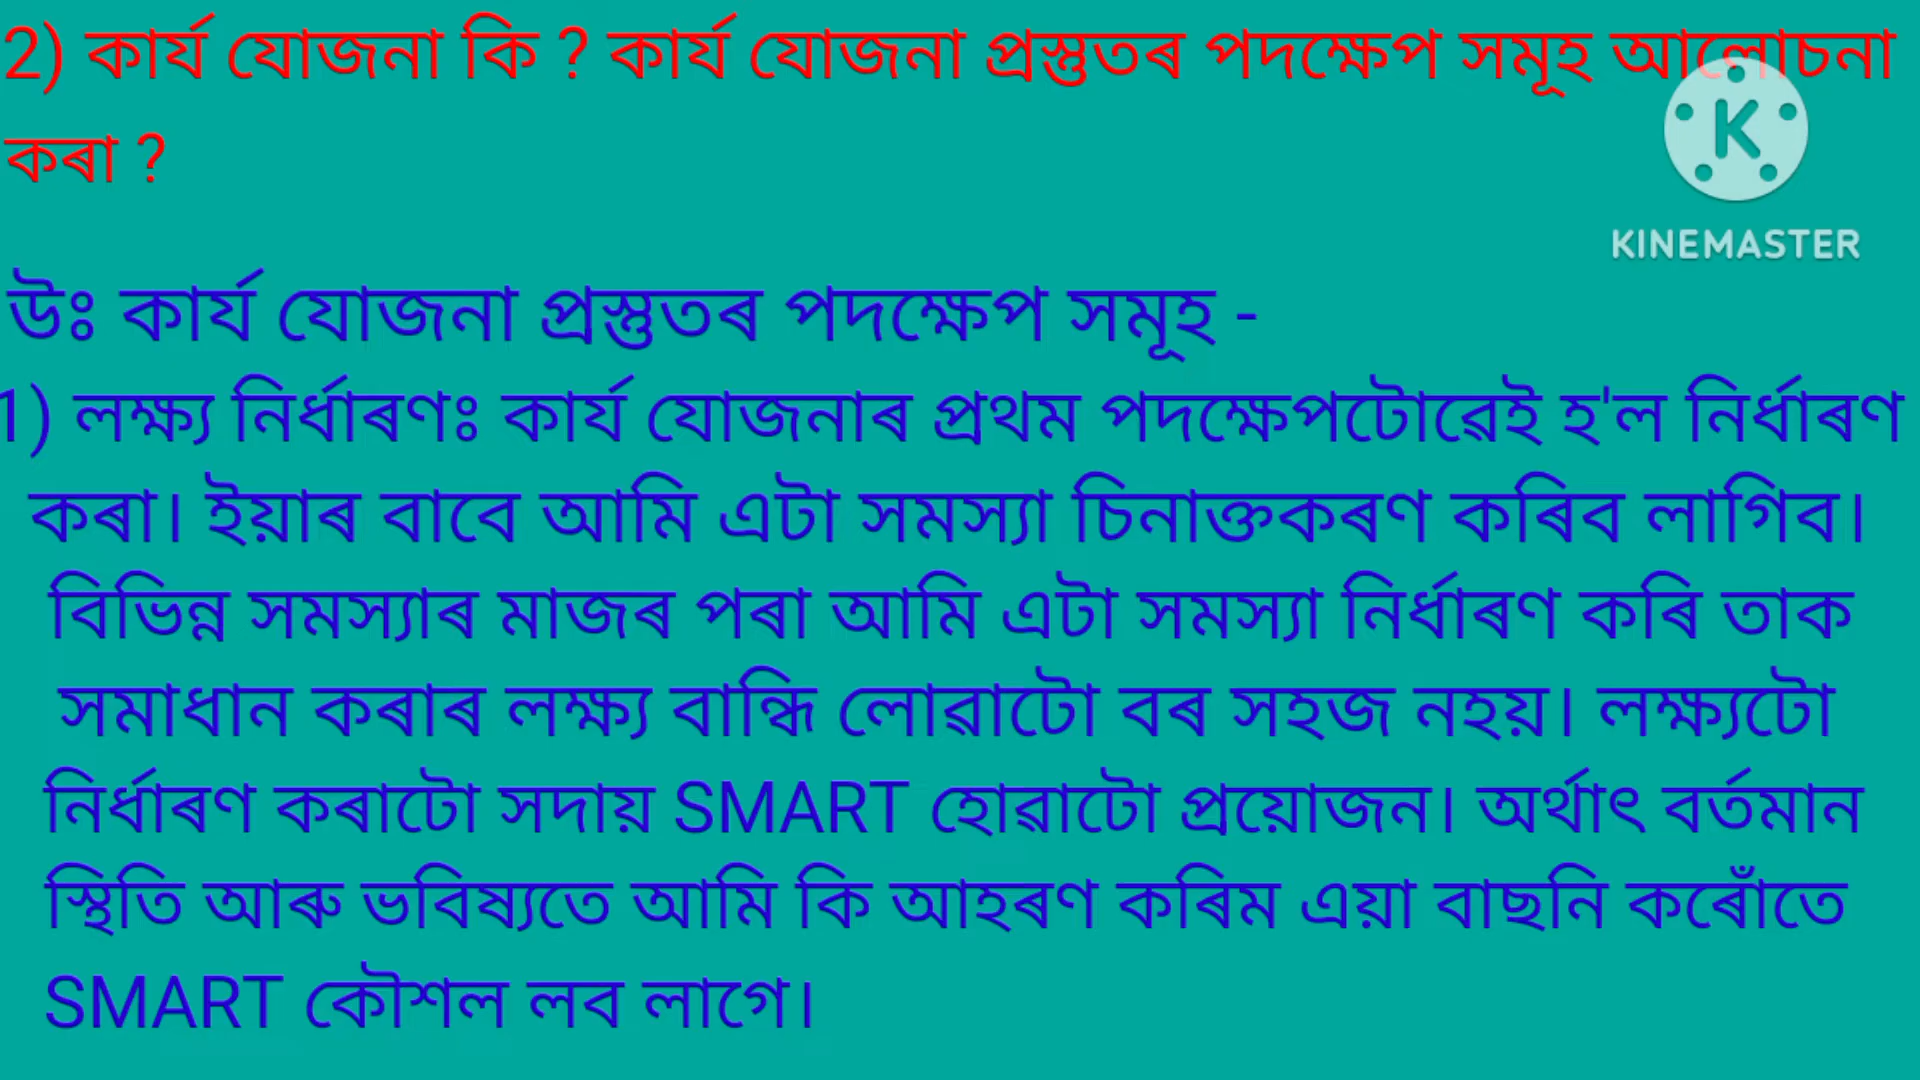 2) কাৰ্য যোজনা কি ? কাৰ্য যোজনা প্ৰস্তুতৰ পদক্ষেপ সমূহ আলোচনা
কৰা ?
KINEMASTER
উঃ কাৰ্য যোজনা প্ৰস্তুতৰ পদক্ষেপ সমূহ -
1) লক্ষ্য নিৰ্ধাৰণঃ কাৰ্য যোজনাৰ প্ৰথম পদক্ষেপটোৱেই হ'ল নিৰ্ধাৰণ
কৰা। ইয়াৰ বাবে আমি এটা সমস্যা চিনাক্তকৰণ কৰিব লাগিব।
বিভিন্ন সমস্যাৰ মাজৰ পৰা আমি এটা সমস্যা নিৰ্ধাৰণ কৰি তাক
সমাধান কৰাৰ লক্ষ্য বান্ধি লোৱাটো বৰ সহজ নহয়। লক্ষ্যটো
নিৰ্ধাৰণ কৰাটো সদায় SMART হোৱাটো প্ৰয়োজন। অৰ্থাৎ বৰ্তমান
স্থিতি আৰু ভবিষ্যতে আমি কি আহৰণ কৰিম এয়া বাছনি কৰোঁতে
SMART কৌশল লব লাগে।